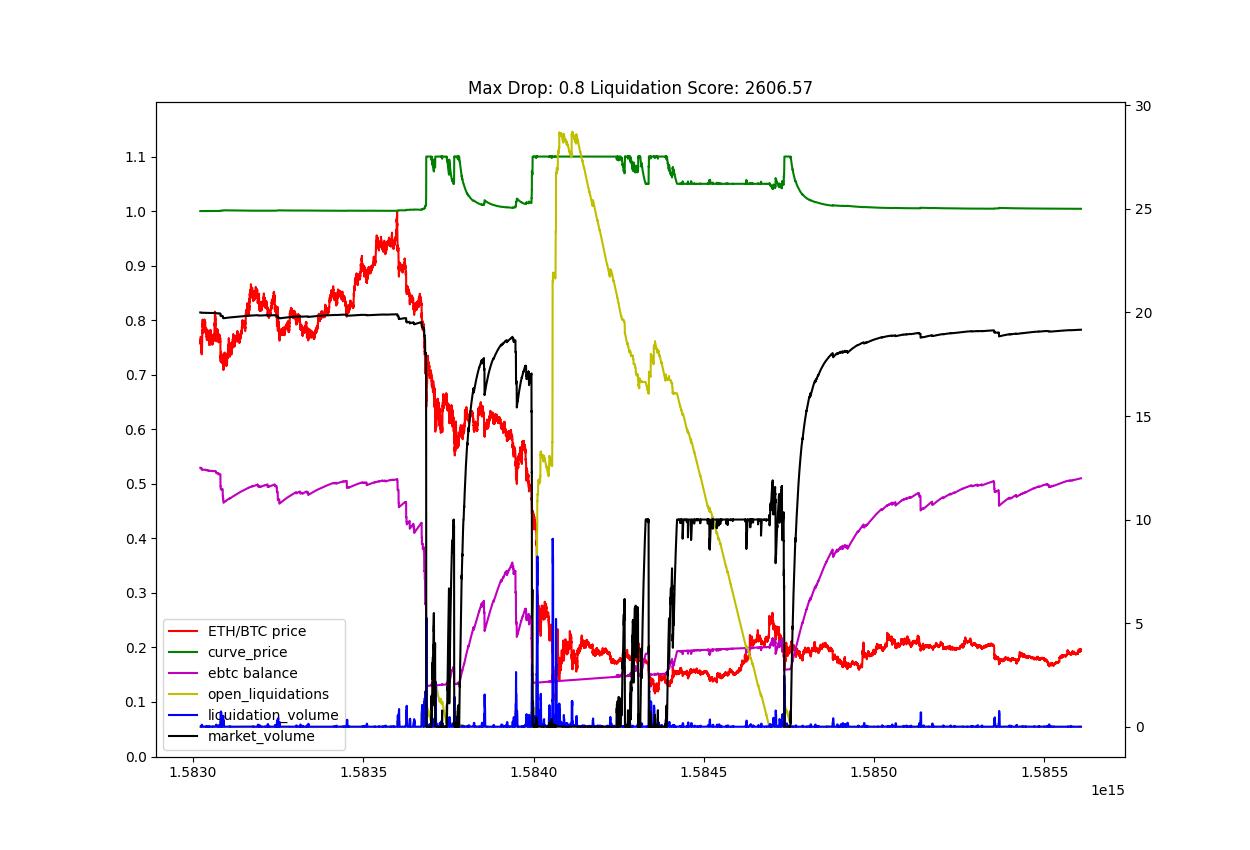 Max Drop: 0.8 Liquidation Score: 2606.57
30
1.1
1.0
25
0.9
0.8
20
0.7
15
0.6
0.5
10
0.4
0.3
5
0.2
0.1
0
0.0
ETH/BTC price
curve_price
ebtc balance
open_liquidations
liquidation_volume
market_volume
1.5830 1.5835 1.5840 1.5845 1.5850 1.5855
1e15